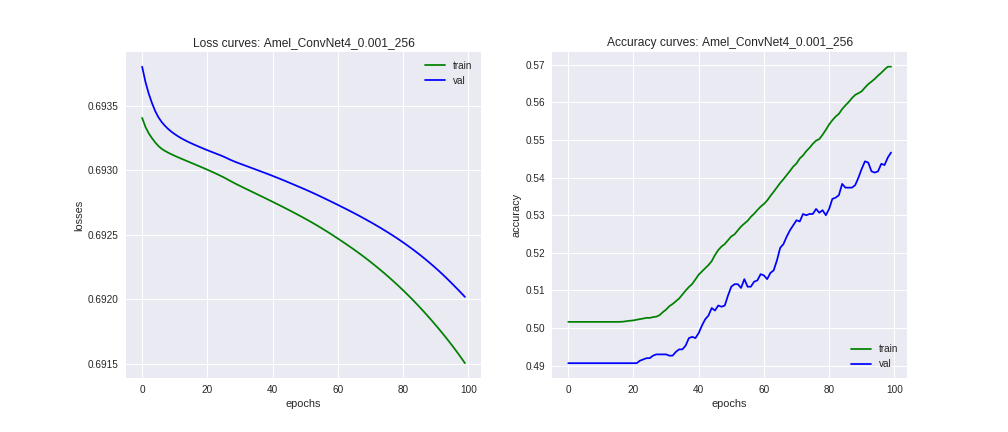 Loss curves: Amel_ConvNet4_0.001_256
train
val
0.6935
0.6930
0.6925
0.6920
0.6915
losses
0 20 40 60 80 100
epochs
Accuracy curves: Amel_ConvNet4_0.001_256
0.57
0.56
0.55
0.54
0.53
0.52
0.51
0.50
0.49
accuracy
train
val
0 20 40 60 80 100
epochs